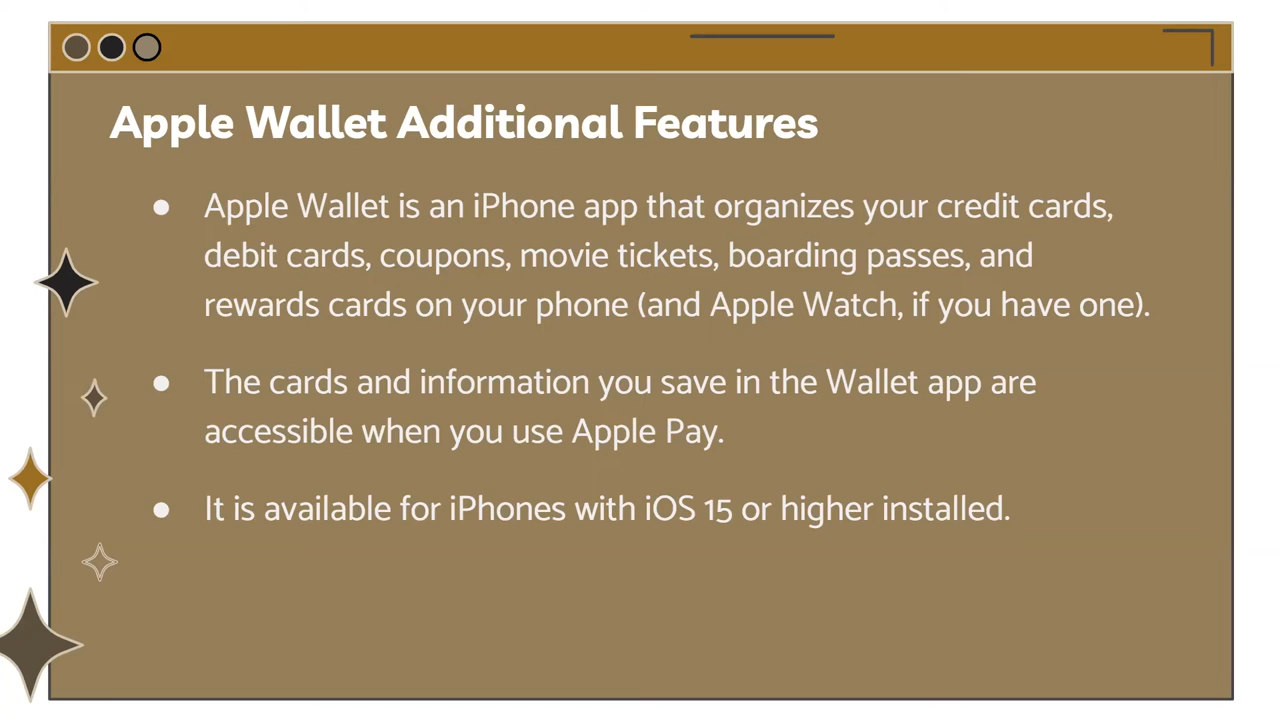 Apple Wallet Additional Features
● Apple Wallet is an iPhone app that organizes your credit cards,
debit cards, coupons, movie tickets, boarding passes, and
rewards cards on your phone (and Apple Watch, if you have one).
● The cards and information you save in the Wallet app are
accessible when you use Apple Pay.
● It is available for iPhones with iOS 15 or higher installed.